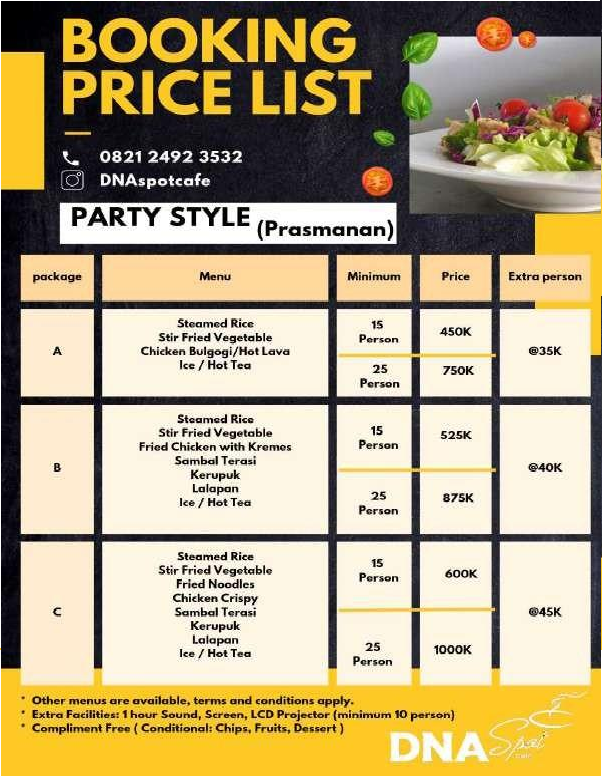 BOOKING
PRICE LIST
0821 2492 3532
DNAspotcafe
PARTY STYLE (Prasmanan)
package Menu Minimum Price Extra person
A
Steamed Rice
Stir Fried Vegetable
Chicken Bulgogi/Hot Lava
Ice / Hot Tea
15
Person
450K
25
Person
750K
@35K
B
Steamed Rice
Stir Fried Vegetable
Fried Chicken with Kremes
Sambal Terasi
Kerupuk
Lalapan
Ice / Hot Tea
15
Person
525K
25
Person
875K
@40K
C
Steamed Rice
Stir Fried Vegetable
Fried Noodles
Chicken Crispy
Sambal Terasi
Kerupuk
Lalapan
Ice / Hot Tea
15
Person
600K
25
Person
1000K
@45K
* Other menus are available, terms and conditions apply.
* Extra Facilities: 1 hour Sound, Screen, LCD Projector (minimum 10 person)
* Compliment Free ( Conditional: Chips, Fruits, Dessert )
DNA Spot